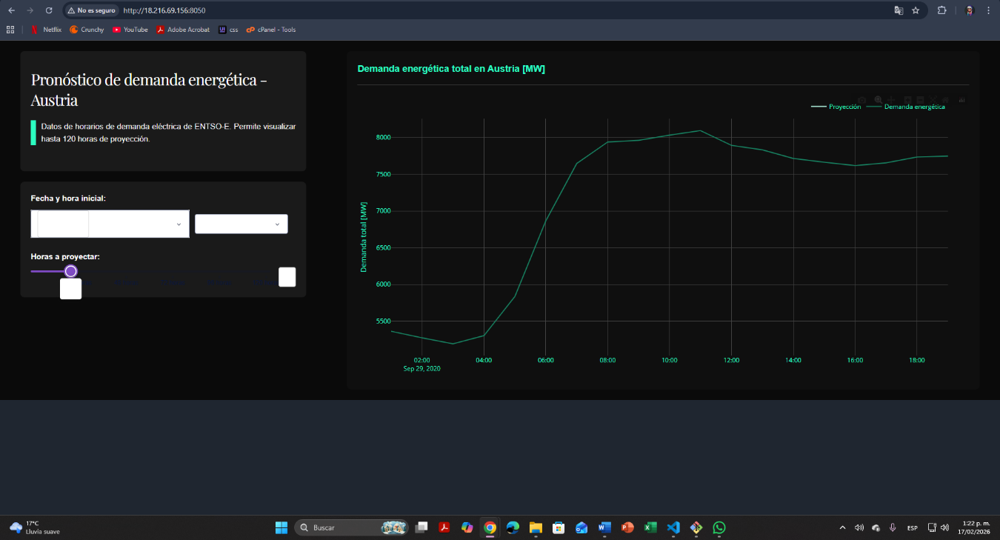 No es seguro http://18.216.69.156:8050
Netflix Crunchy YouTube Adobe Acrobat css cPanel - Tools
Pronóstico de demanda energética -
Austria
Datos de horarios de demanda eléctrica de ENTSO-E. Permite visualizar
hasta 120 horas de proyección.
Fecha y hora inicial:
Horas a proyectar:
Demanda energética total en Austria [MW]
Proyección Demanda energética
Demanda total [MW]
8000
7500
7000
6500
6000
5500
02:00 04:00 06:00 08:00 10:00 12:00 14:00 16:00 18:00
Sep 29, 2020
17°C
Lluvia suave
Buscar
ESP
1:22 p. m.
17/02/2026